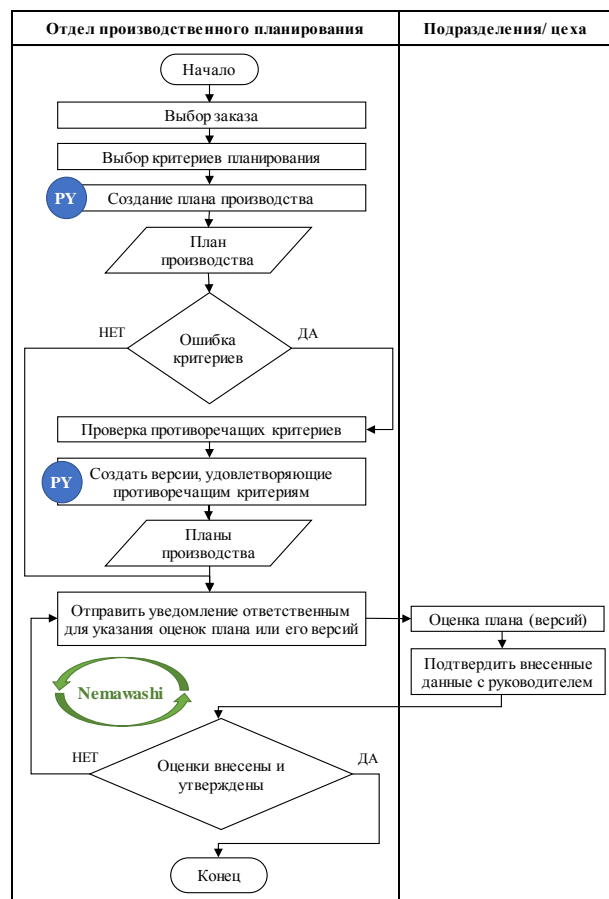 Отдел производственного планирования
Подразделения/ цеха
Начало
Выбор заказа
Выбор критериев планирования
PY
Создание плана производства
План
производства
НЕТ
ДА
Ошибка
критериев
Проверка противоречащих критериев
PY
Создать версии, удовлетворяющие
противоречащим критериям
Планы
производства
Отправить уведомление ответственным
для указания оценок плана или его версий
Оценка плана (версий)
Подтвердить внесенные
данные с руководителем
Nemawashi
НЕТ
ДА
Оценки внесены и
утверждены
Конец